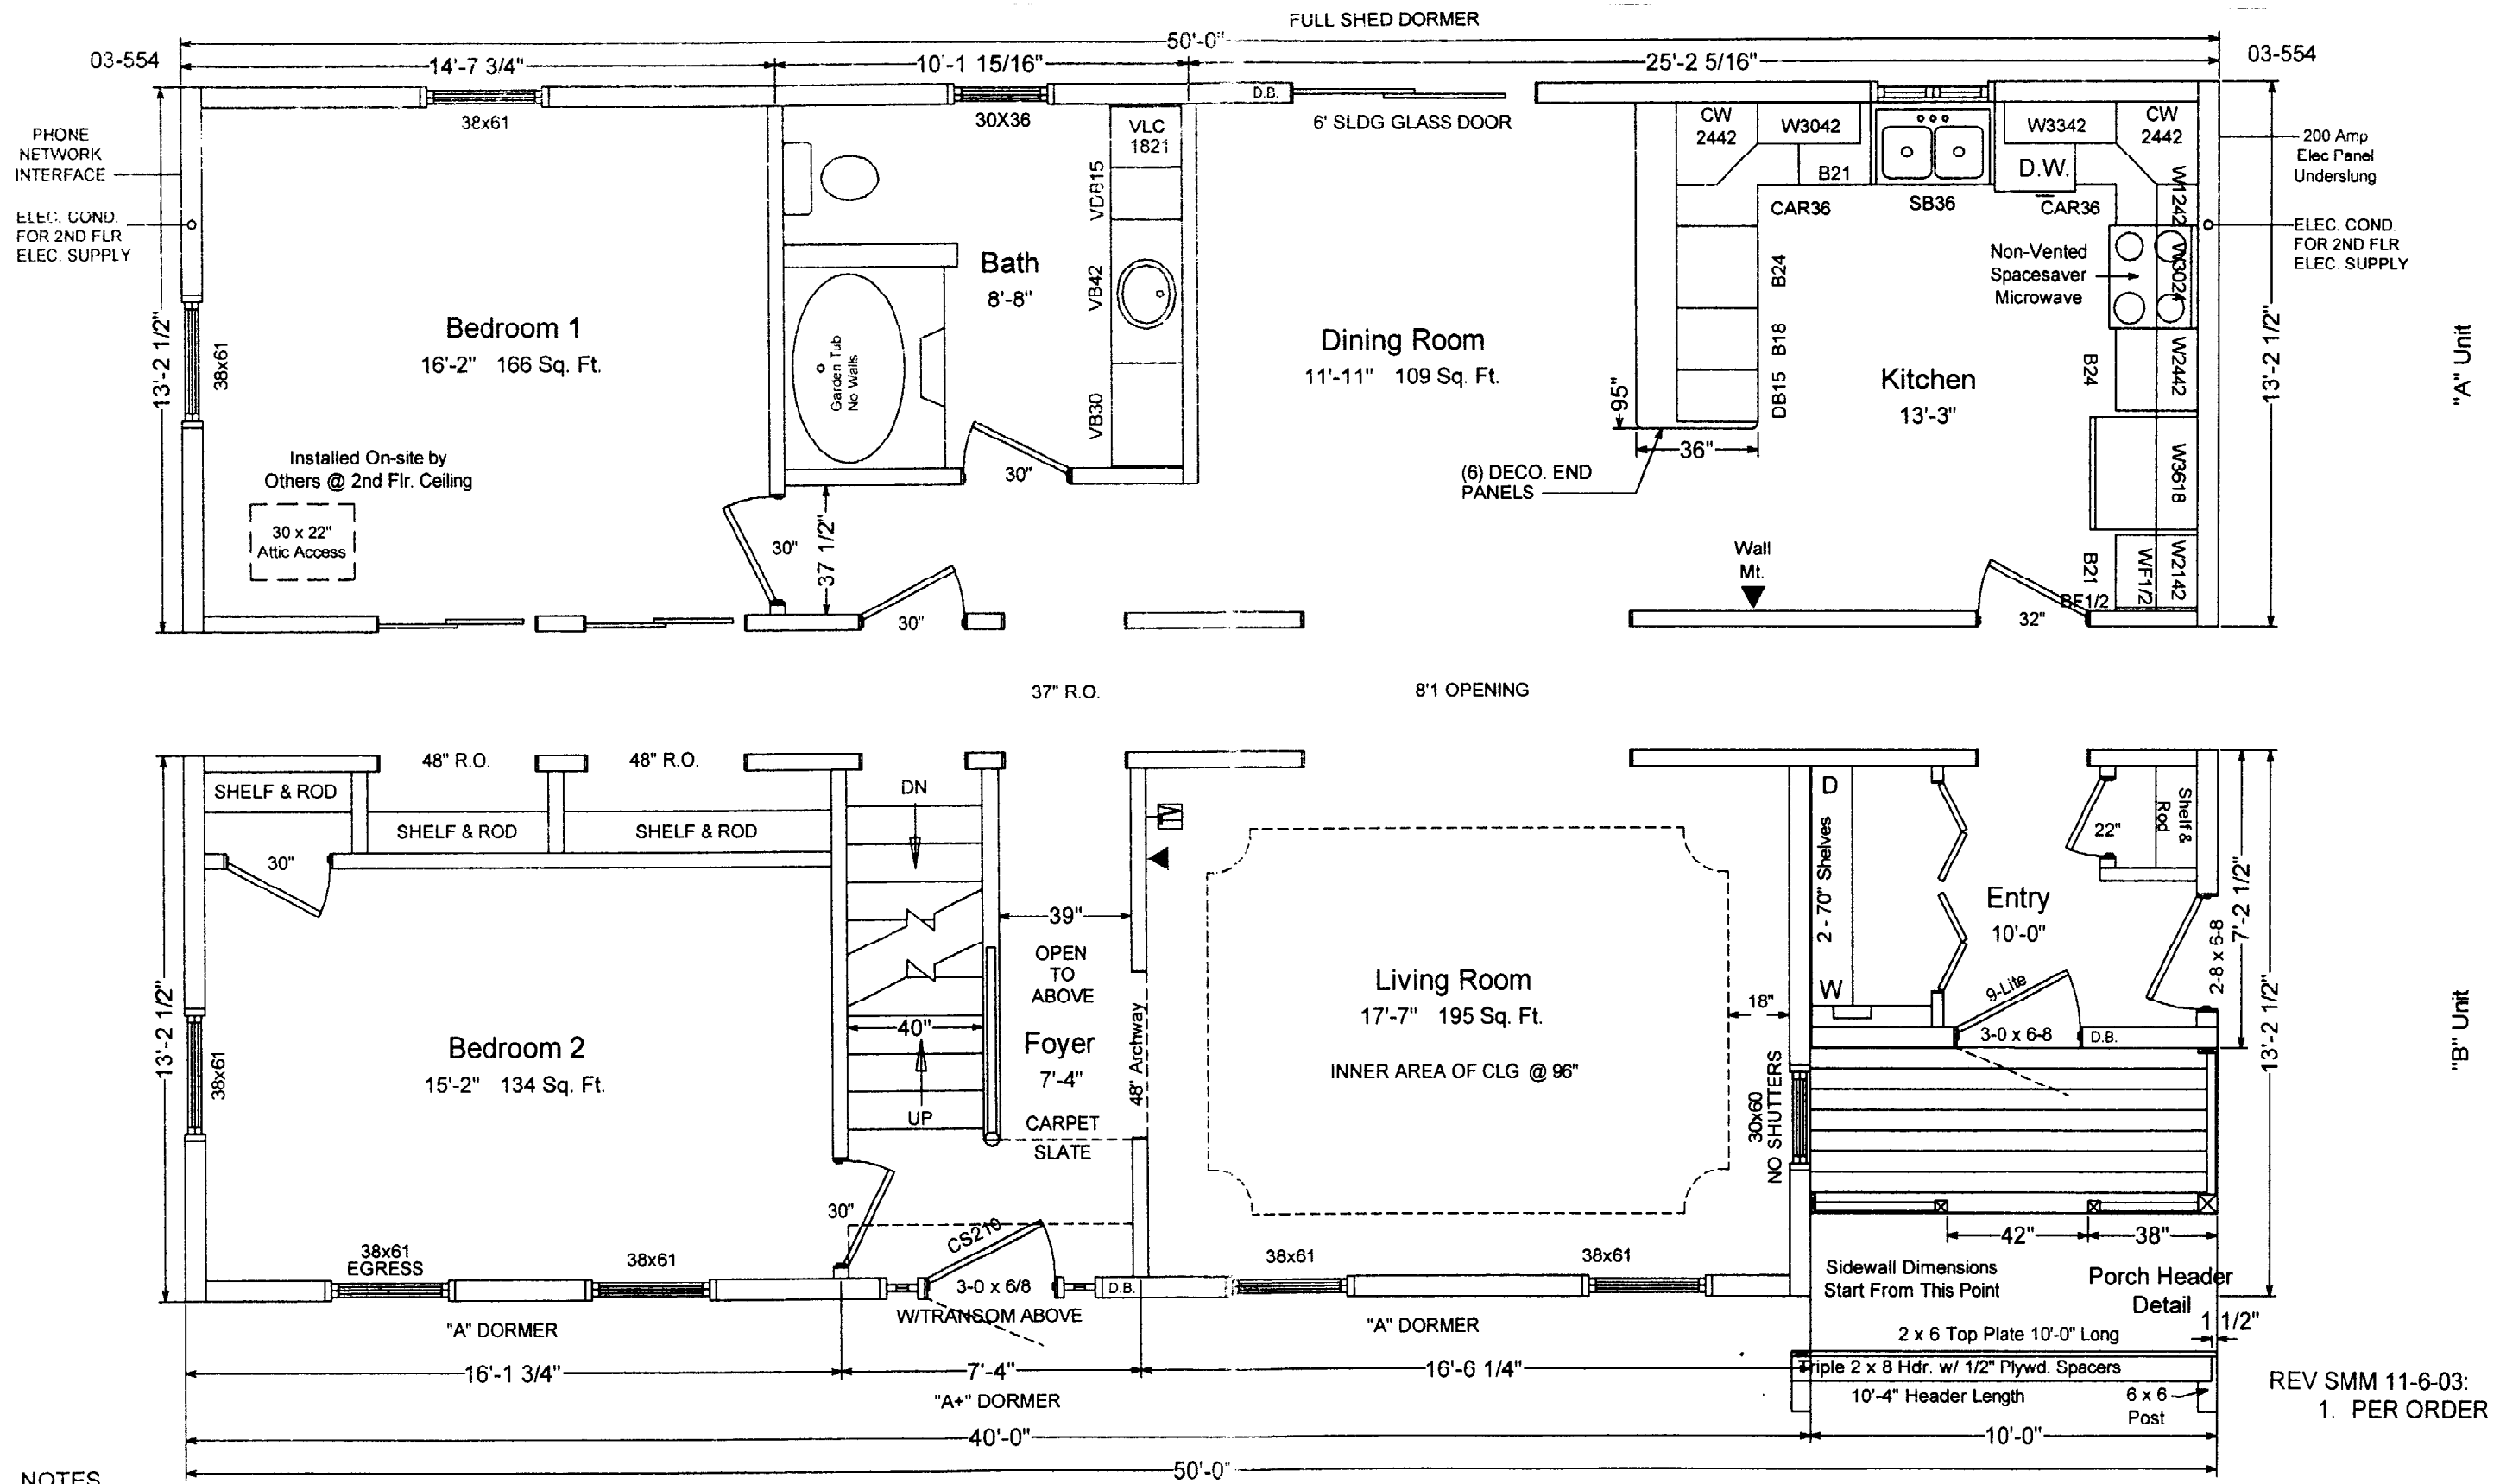 FULL SHED DORMER
50'-0"
03-554
14'-7 3/4"
10'-1 15/16"
25'-2 5/16"
03-554
PHONE
NETWORK
INTERFACE
ELEC. COND.
FOR 2ND FLR
ELEC. SUPPLY
13'-2 1/2"
38x61
38x61
Bedroom 1
16'-2" 166 Sq. Ft.
Installed On-site by
Others @ 2nd Flr. Ceiling
30 x 22"
Attic Access
30X36
VLC
1821
VDB15
VB42
VB30
Bath
8'-8"
Garden Tub
No Walls
30"
30"
37 1/2"
30"
D.B.
6' SLDG GLASS DOOR
Dining Room
11'-11" 109 Sq. Ft.
95"
36"
(6) DECO. END
PANELS
CW
2442
W3042
B21
CAR36
SB36
W3342
D.W.
CAR36
CW
2442
W1242
W3024
W2442
W3618
W2142
WF1/2
B24
B18
DB15
Non-Vented
Spacesaver
Microwave
B24
B21
BF1/2
Kitchen
13'-3"
Wall
Mt.
32"
200 Amp
Elec Panel
Underslung
ELEC. COND.
FOR 2ND FLR
ELEC. SUPPLY
13'-2 1/2"
"A" Unit
37" R.O.
8'1 OPENING
48" R.O.
48" R.O.
SHELF & ROD
SHELF & ROD
SHELF & ROD
30"
13'-2 1/2"
38x61
Bedroom 2
15'-2" 134 Sq. Ft.
38x61
EGRESS
38x61
DN
40"
UP
30"
39"
OPEN
TO
ABOVE
Foyer
7'-4"
CARPET
SLATE
48" Archway
CS210
3-0 x 6/8
D.B.
W/TRANSOM ABOVE
TV
Living Room
17'-7" 195 Sq. Ft.
INNER AREA OF CLG @ 96"
18"
30x60
NO SHUTTERS
38x61
38x61
D
2 - 70" Shelves
W
22"
Shelf &
Rod
Entry
10'-0"
9-Lite
3-0 x 6-8
D.B.
2-8 x 6-8
7'-2 1/2"
13'-2 1/2"
"B" Unit
42"
38"
Sidewall Dimensions
Start From This Point
Porch Header
Detail
1 1/2"
2 x 6 Top Plate 10'-0" Long
Triple 2 x 8 Hdr. w/ 1/2" Plywd. Spacers
10'-4" Header Length
6 x 6
Post
"A" DORMER
"A" DORMER
16'-1 3/4"
7'-4"
16'-6 1/4"
"A+" DORMER
40'-0"
10'-0"
50'-0"
REV SMM 11-6-03:
1. PER ORDER
NOTES